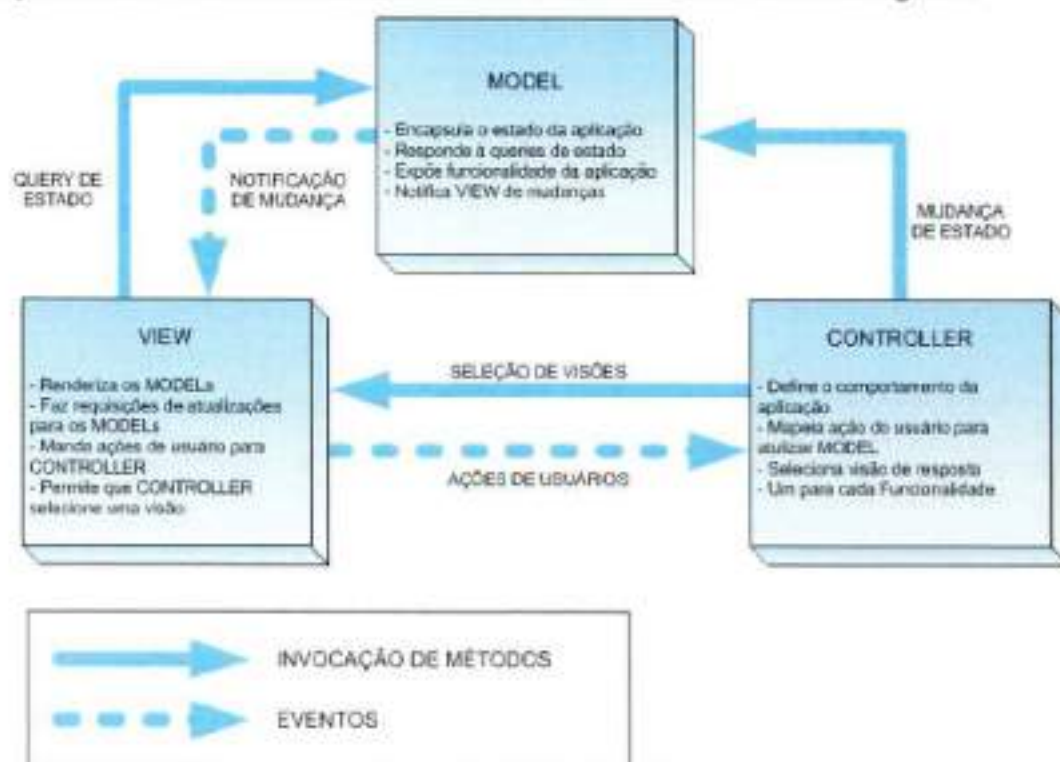 MODEL
- Encapsula o estado da aplicação
- Responde à queries de estado
- Expõe funcionalidade da aplicação
- Notifica VIEW de mudanças
QUERY DE
ESTADO
NOTIFICAÇÃO
DE MUDANÇA
MUDANÇA
DE ESTADO
VIEW
- Renderiza os MODELs
- Faz requisições de atualizações
para os MODELs
- Manda ações de usuário para
CONTROLLER
- Permite que CONTROLLER
selecione uma visão
SELEÇÃO DE VISÕES
AÇÕES DE USUÁRIOS
CONTROLLER
- Define o comportamento da
aplicação
- Mapeia ação do usuário para
MODEL
- Seleciona visão de resposto
- Um para cada Funcionalidade
INVOCAÇÃO DE MÉTODOS
EVENTOS